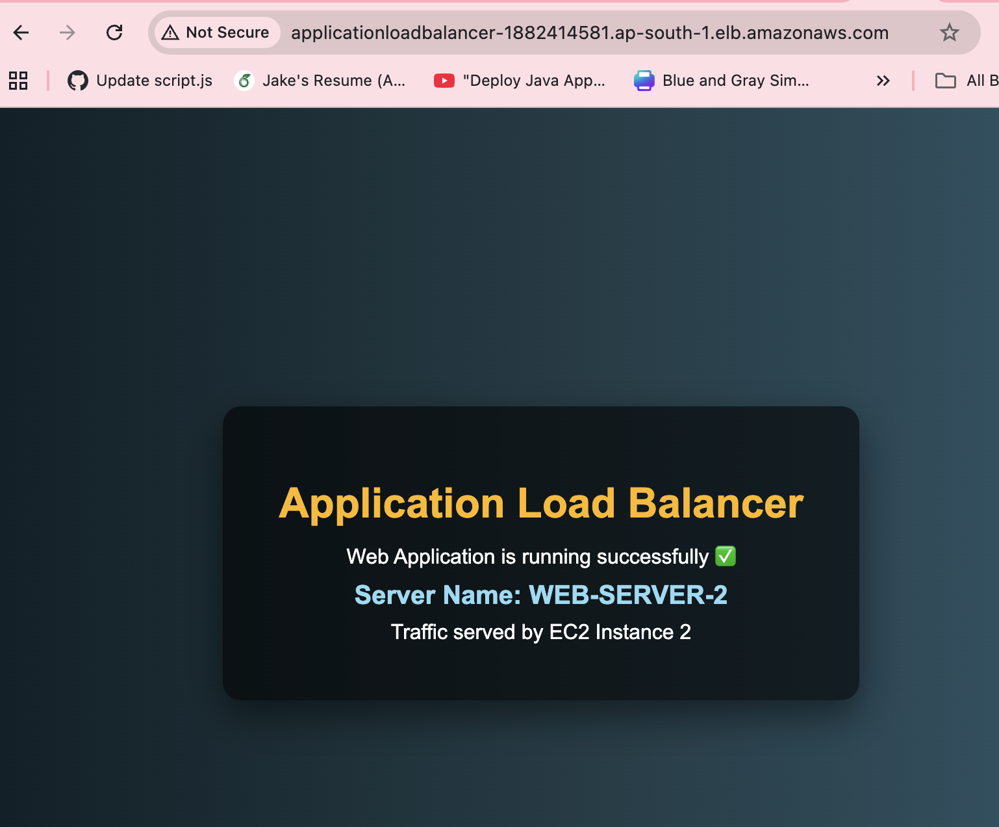 Not Secure applicationloadbalancer-1882414581.ap-south-1.elb.amazonaws.com
Update script.js Jake's Resume (A... "Deploy Java App... Blue and Gray Sim... All B
Application Load Balancer
Web Application is running successfully ✅
Server Name: WEB-SERVER-2
Traffic served by EC2 Instance 2